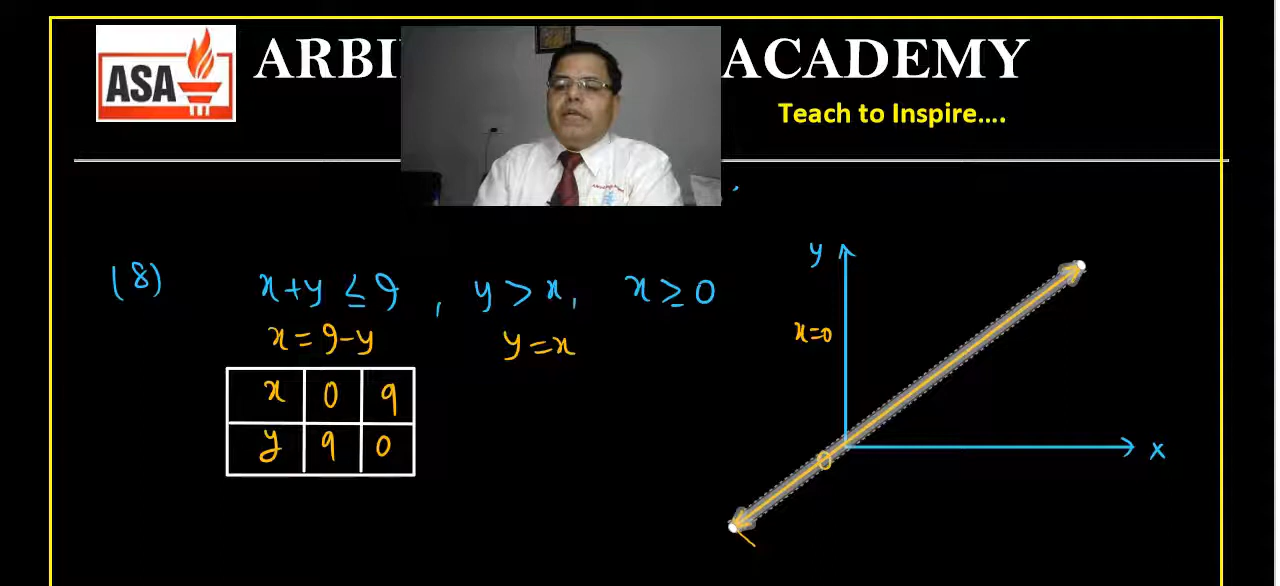 ASA
ARBI ACADEMY
Teach to Inspire....
(8) x+y ≤ 9 , y > x, x ≥ 0
x = 9-y y = x
x 0 9
y 9 0
y
x=0
0
x